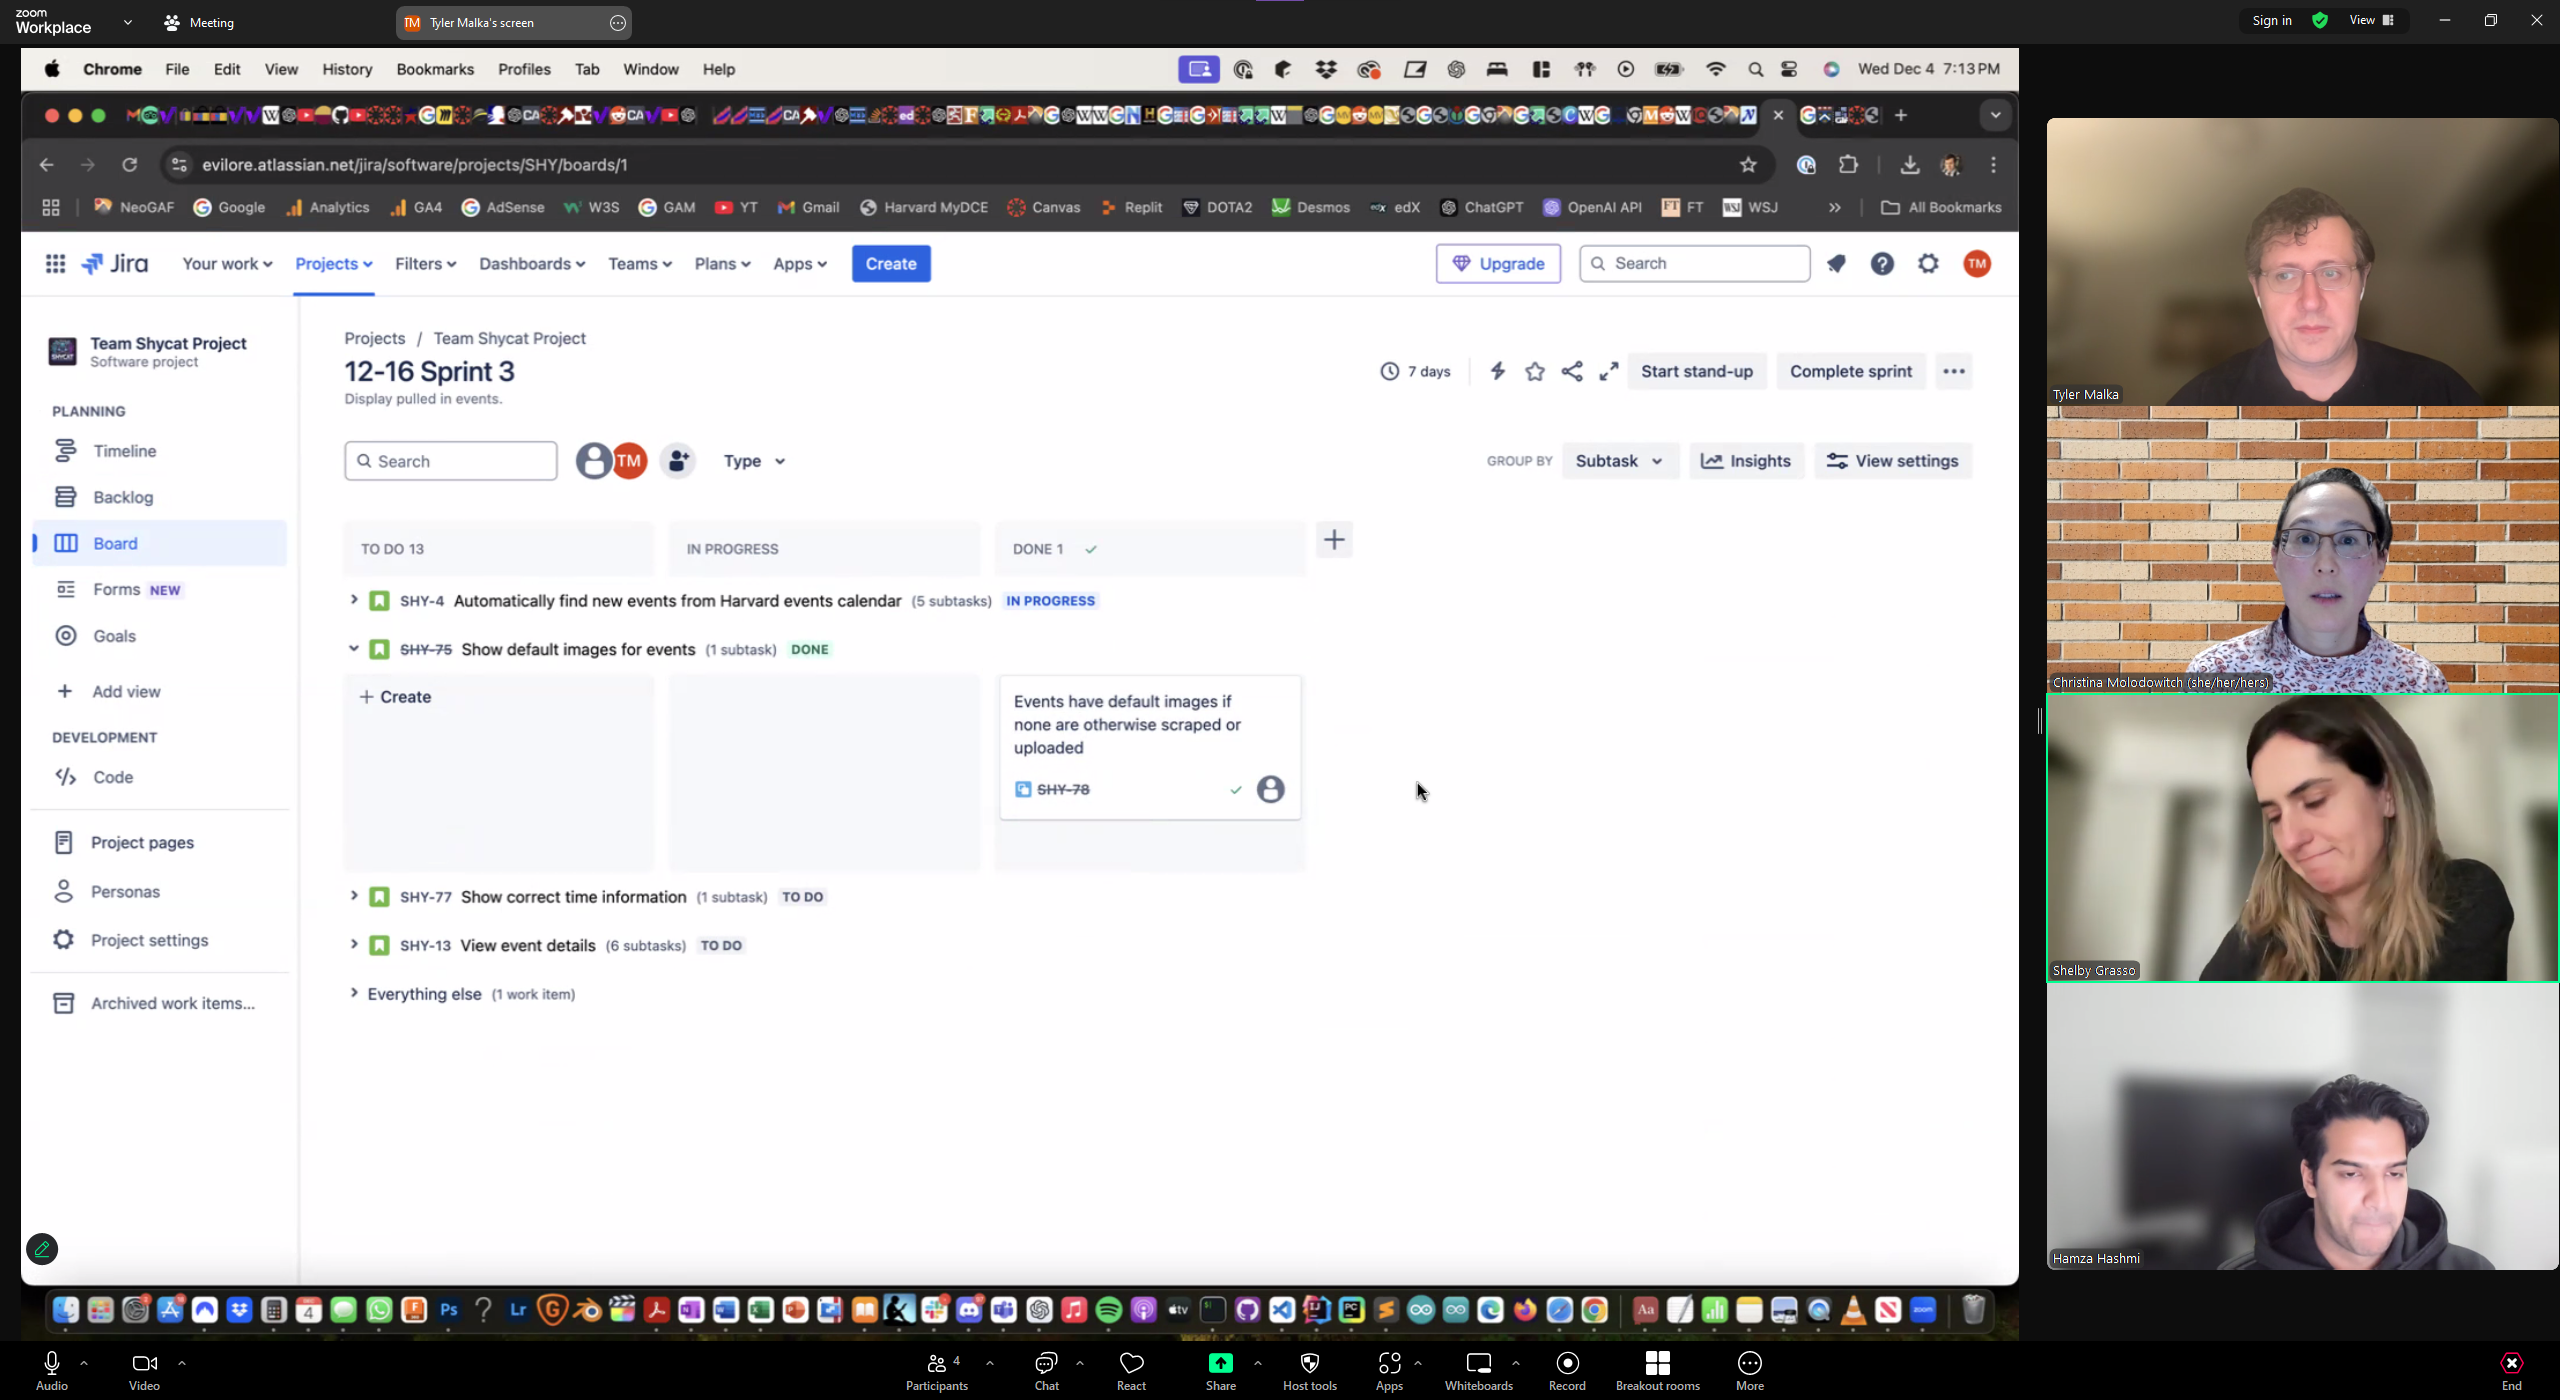 zoom
Workplace
Meeting
TM Tyler Malka's screen
Sign in
View
Chrome File Edit View History Bookmarks Profiles Tab Window Help
Wed Dec 4 7:13 PM
evilore.atlassian.net/jira/software/projects/SHY/boards/1
NeoGAF Google Analytics GA4 AdSense W3S GAM YT Gmail Harvard MyDCE Canvas Replit DOTA2 Desmos edX ChatGPT OpenAI API FT WSJ » All Bookmarks
Jira Your work Projects Filters Dashboards Teams Plans Apps Create Upgrade Search TM
Team Shycat Project
Software project
PLANNING
Timeline
Backlog
Board
Forms NEW
Goals
Add view
DEVELOPMENT
Code
Project pages
Personas
Project settings
Archived work items...
Projects / Team Shycat Project
12-16 Sprint 3
Display pulled in events.
7 days
Start stand-up
Complete sprint
Search
TM
Type
GROUP BY Subtask
Insights
View settings
TO DO 13
IN PROGRESS
DONE 1
SHY-4 Automatically find new events from Harvard events calendar (5 subtasks) IN PROGRESS
SHY-75 Show default images for events (1 subtask) DONE
+ Create
Events have default images if
none are otherwise scraped or
uploaded
SHY-78
SHY-77 Show correct time information (1 subtask) TO DO
SHY-13 View event details (6 subtasks) TO DO
Everything else (1 work item)
Tyler Malka
Christina Molodowitch (she/her/hers)
Shelby Grasso
Hamza Hashmi
Audio
Video
Participants 4
Chat
React
Share
Host tools
Apps
Whiteboards
Record
Breakout rooms
More
End